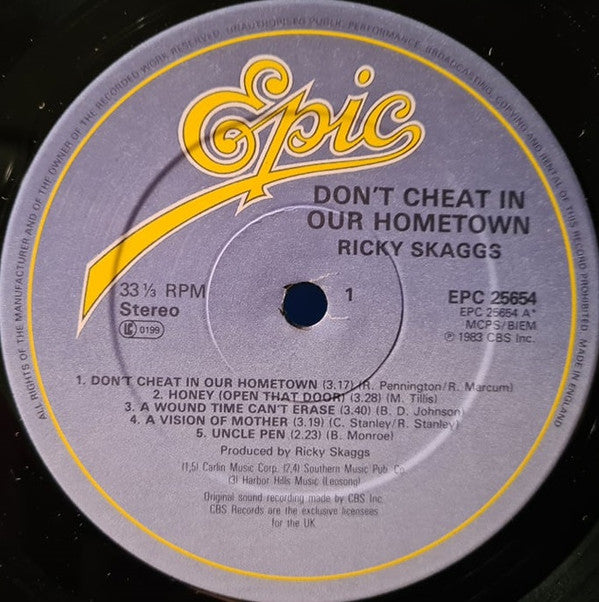 ALL RIGHTS OF THE MANUFACTURER AND OF THE OWNER OF THE RECORDED WORK RESERVED. UNAUTHORISED PUBLIC PERFORMANCE, BROADCASTING, COPYING AND RENTAL OF THIS RECORD PROHIBITED. MADE IN ENGLAND
Epic
DON'T CHEAT IN
OUR HOMETOWN
RICKY SKAGGS
33 1/3 RPM
Stereo
LC 0199
1
EPC 25654
EPC 25654 A*
MCPS/BIEM
℗ 1983 CBS Inc.
1. DON'T CHEAT IN OUR HOMETOWN (3.17) (R. Pennington/R. Marcum)
2. HONEY (OPEN THAT DOOR) (3.28) (M. Tillis)
3. A WOUND TIME CAN'T ERASE (3.40) (B. D. Johnson)
4. A VISION OF MOTHER (3.19) (C. Stanley/R. Stanley)
5. UNCLE PEN (2.23) (B. Monroe)
Produced by Ricky Skaggs
(1,5) Carlin Music Corp. (2,4) Southern Music Pub. Co.
(3) Harbor Hills Music (Leosong)
Original sound recording made by CBS Inc.
CBS Records are the exclusive licensees
for the UK